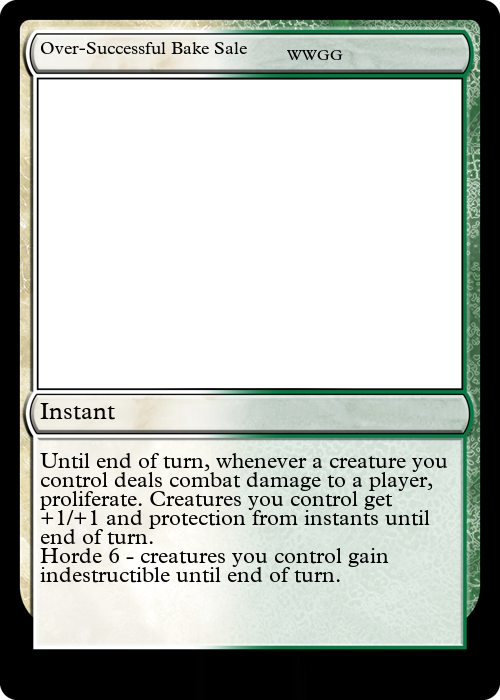 Over-Successful Bake Sale
WWGG
Instant
Until end of turn, whenever a creature you
control deals combat damage to a player,
proliferate. Creatures you control get
+1/+1 and protection from instants until
end of turn.
Horde 6 - creatures you control gain
indestructible until end of turn.